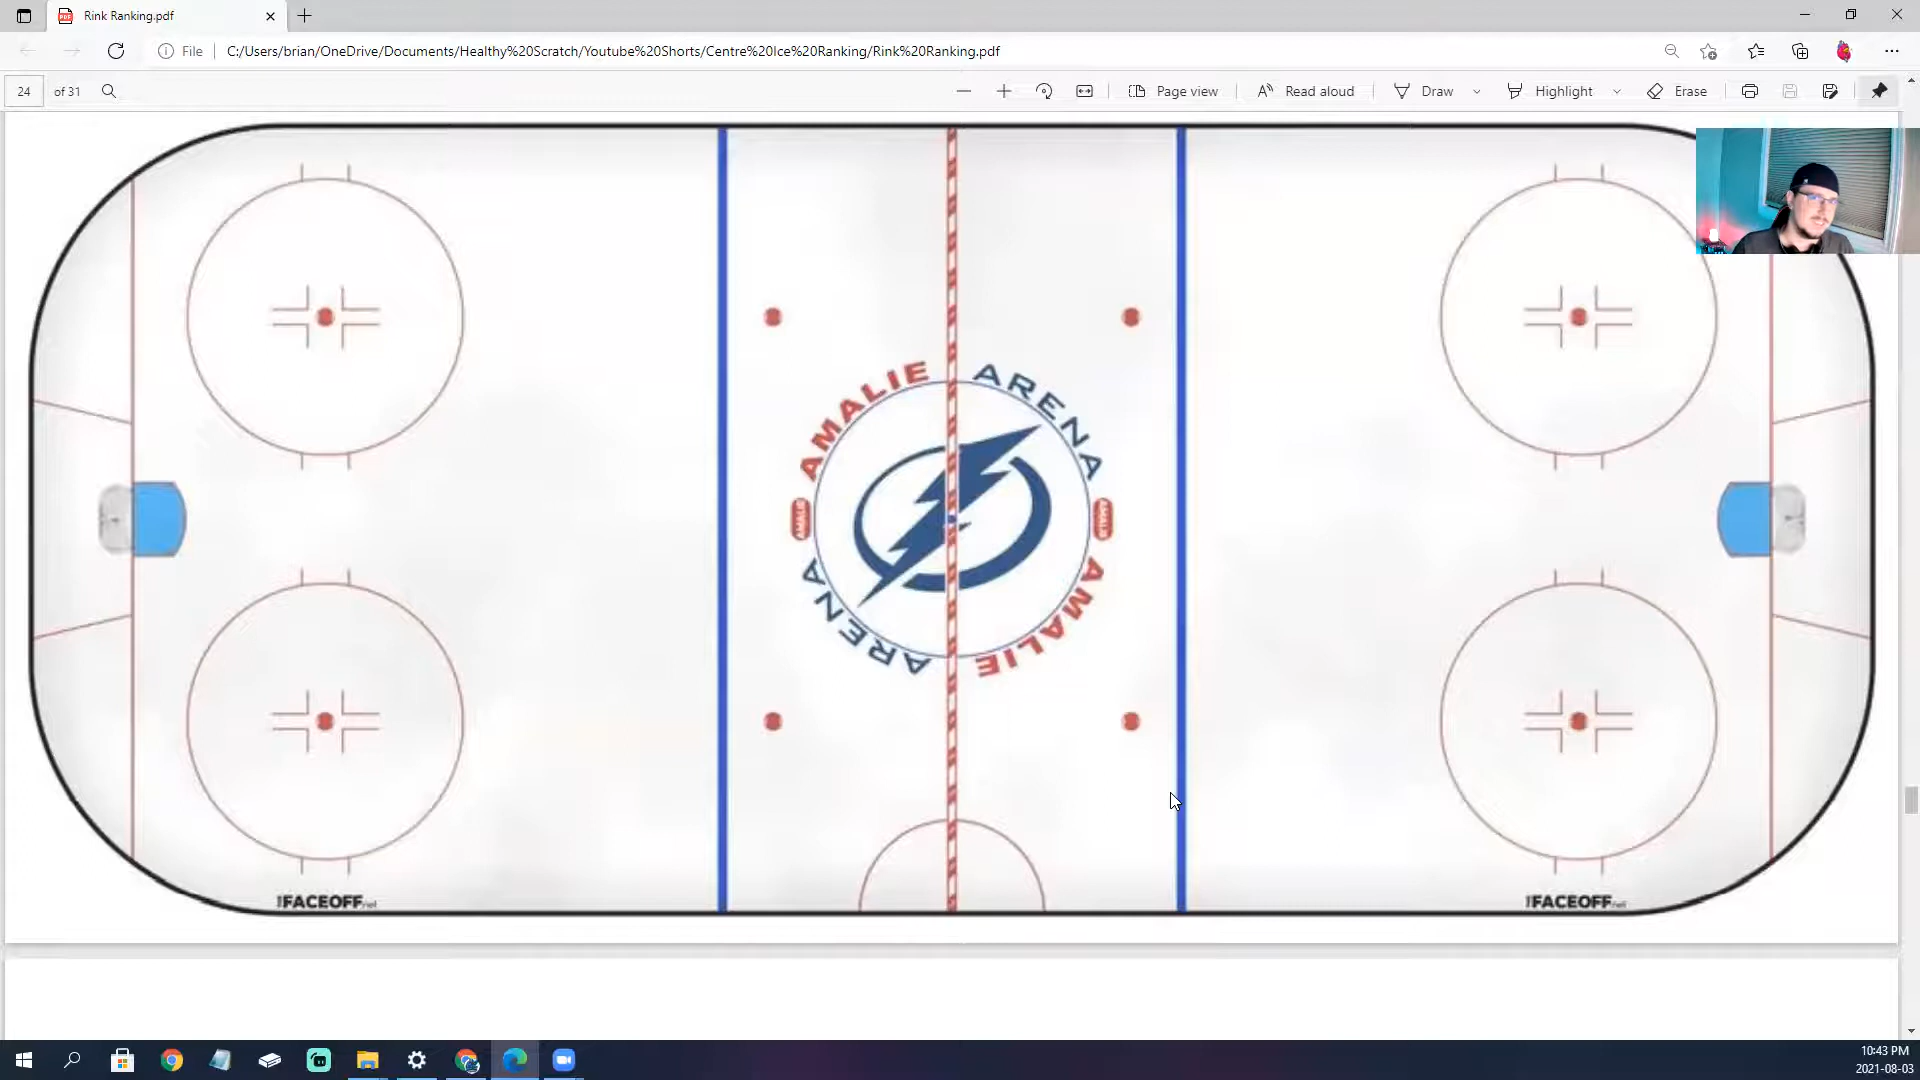 Rink Ranking.pdf
File
C:/Users/brian/OneDrive/Documents/Healthy%20Scratch/Youtube%20Shorts/Centre%20Ice%20Ranking/Rink%20Ranking.pdf
24 of 31
Page view
Read aloud
Draw
Highlight
Erase
AMALIE ARENA
AMALIE
AMALIE
ARENA AMALIE
FACEOFF
FACEOFF
10:43 PM
2021-08-03